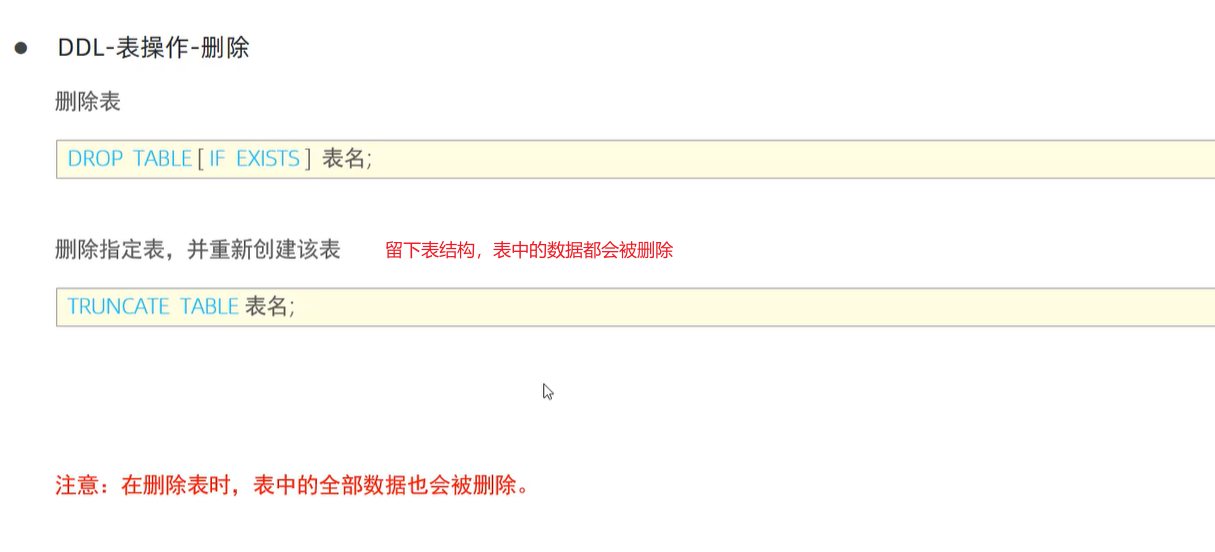 DDL-表操作-删除
删除表
DROP TABLE [ IF EXISTS ] 表名;
删除指定表，并重新创建该表 留下表结构，表中的数据都会被删除
TRUNCATE TABLE 表名;
注意：在删除表时，表中的全部数据也会被删除。